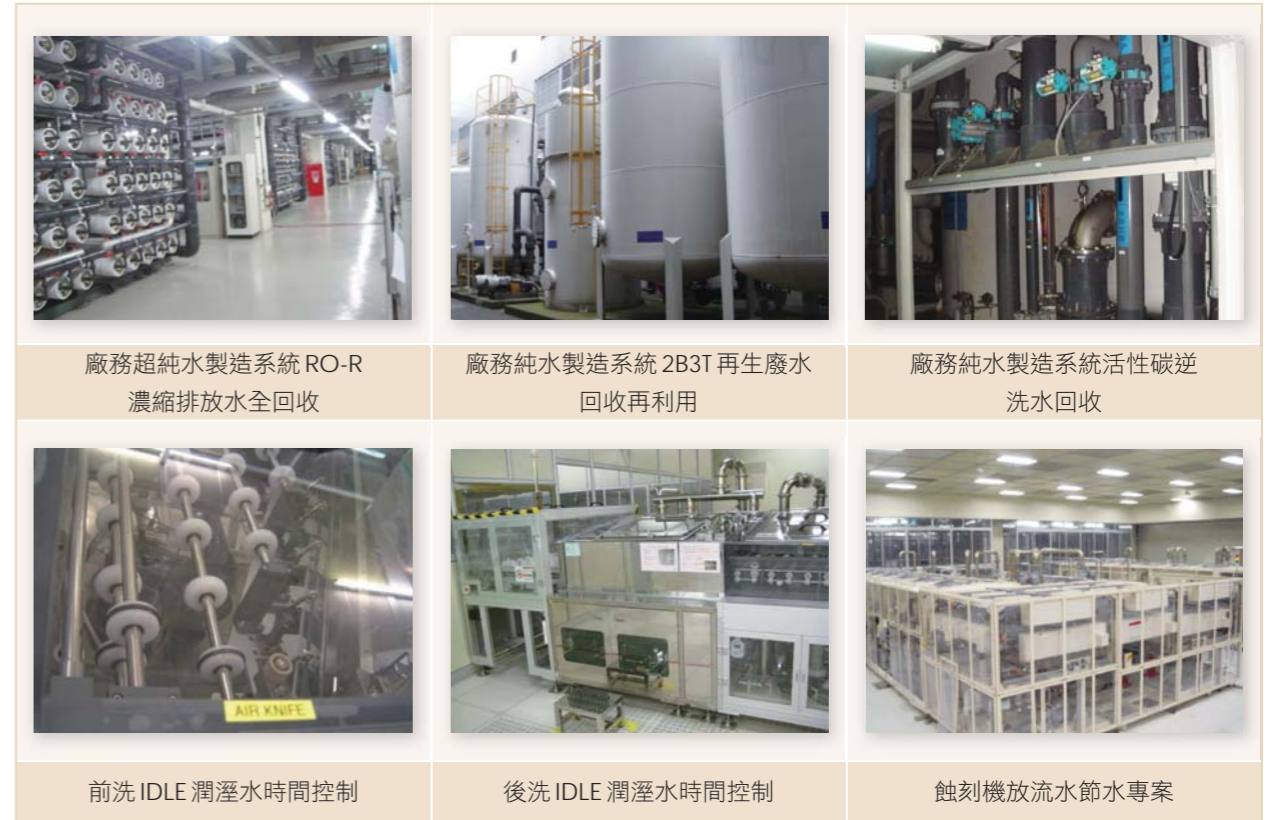 廠務超純水製造系統 RO-R
濃縮排放水全回收
廠務純水製造系統 2B3T 再生廢水
回收再利用
廠務純水製造系統活性碳逆
洗水回收
AIR KNIFE
前洗 IDLE 潤溼水時間控制
後洗 IDLE 潤溼水時間控制
蝕刻機放流水節水專案